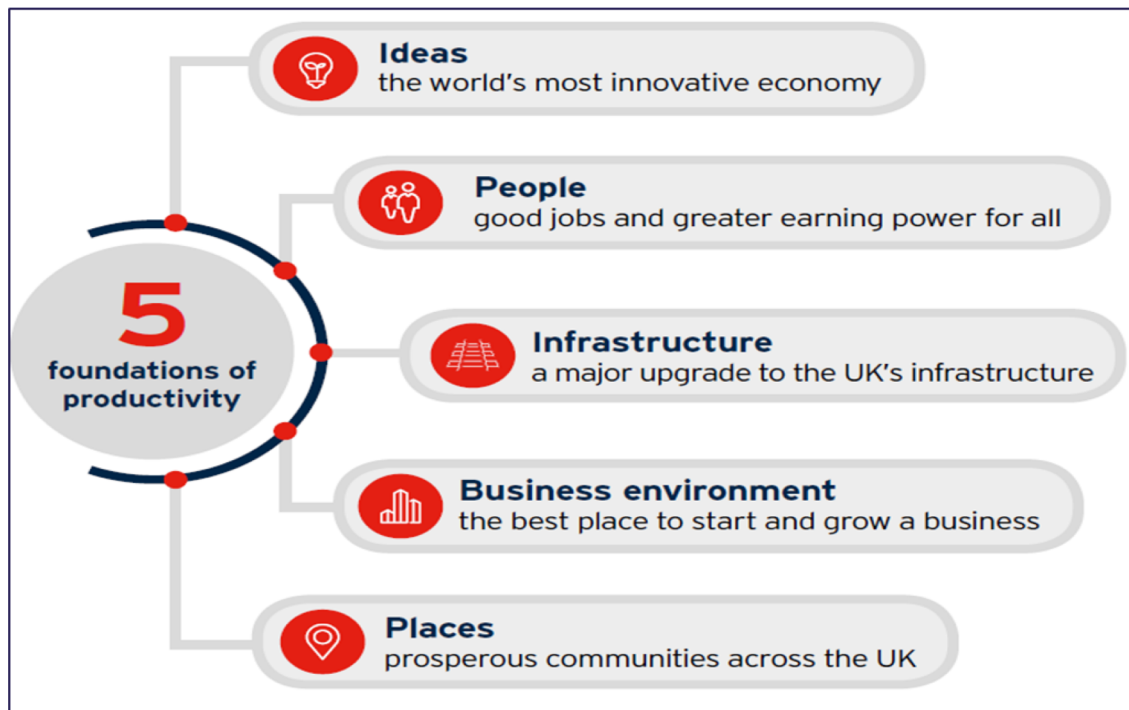 Ideas
the world's most innovative economy
People
good jobs and greater earning power for all
5
foundations of
productivity
Infrastructure
a major upgrade to the UK's infrastructure
Business environment
the best place to start and grow a business
Places
prosperous communities across the UK